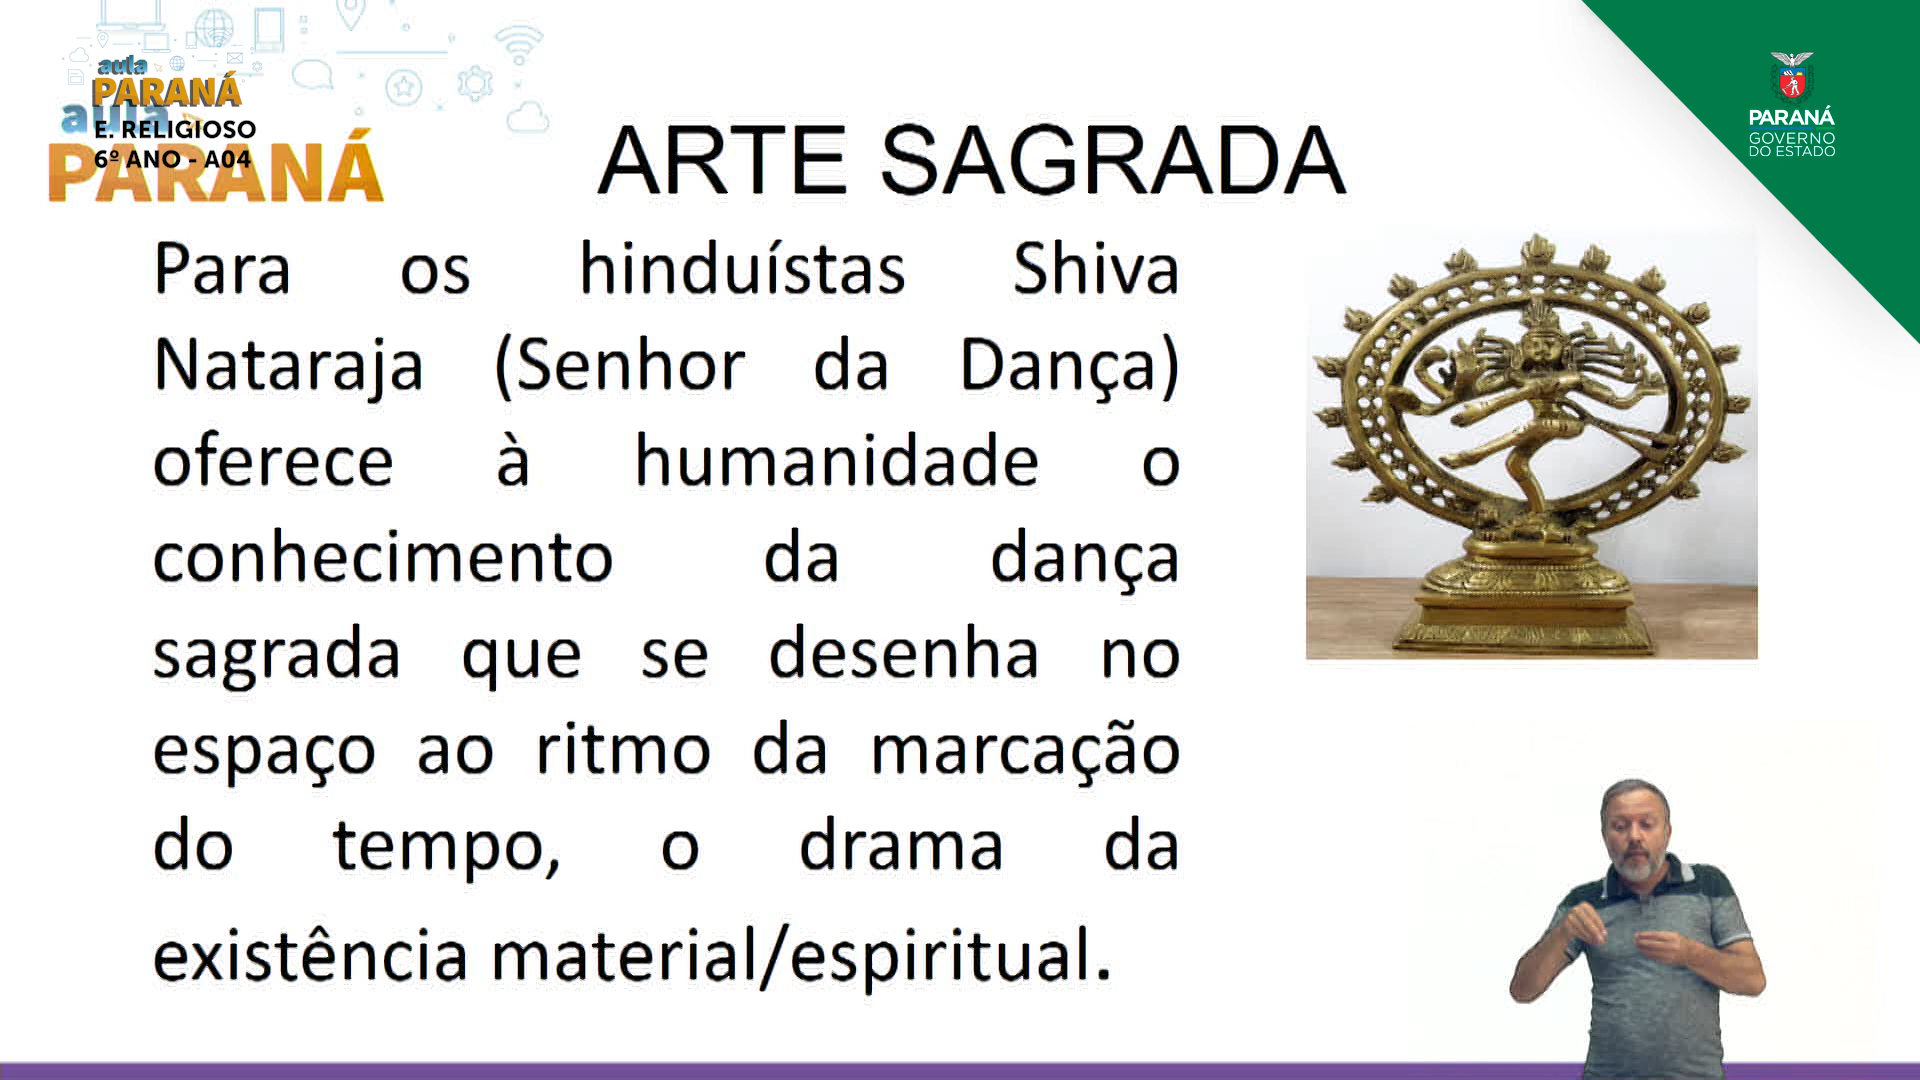 aula
PARANÁ
E. RELIGIOSO
6º ANO - A04
aula
PARANÁ
PARANÁ
GOVERNO
DO ESTADO
ARTE SAGRADA
Para os hinduístas Shiva
Nataraja (Senhor da Dança)
oferece à humanidade o
conhecimento da dança
sagrada que se desenha no
espaço ao ritmo da marcação
do tempo, o drama da
existência material/espiritual.